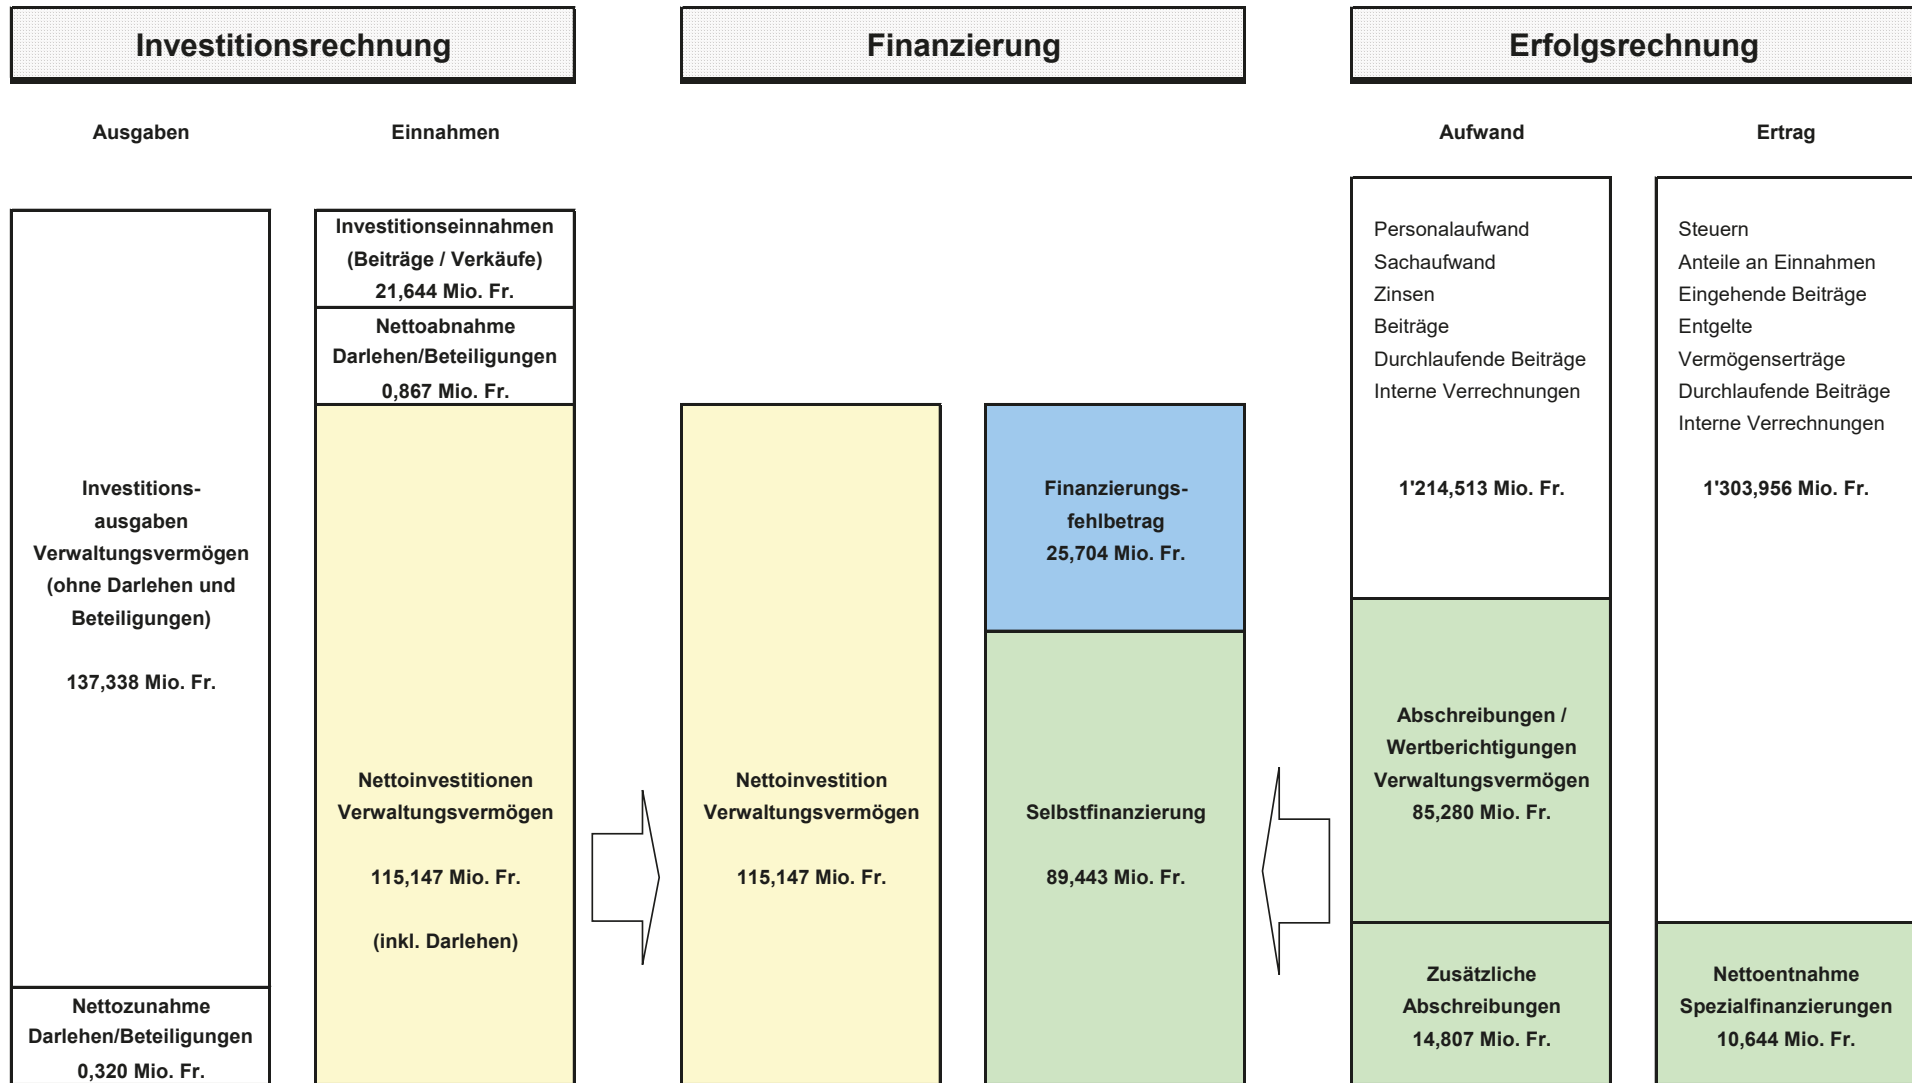 Investitionsrechnung
Ausgaben
Einnahmen
Investitions-
ausgaben
Verwaltungsvermögen
(ohne Darlehen und
Beteiligungen)
137,338 Mio. Fr.
Nettozunahme
Darlehen/Beteiligungen
0,320 Mio. Fr.
Investitionseinnahmen
(Beiträge / Verkäufe)
21,644 Mio. Fr.
Nettoabnahme
Darlehen/Beteiligungen
0,867 Mio. Fr.
Nettoinvestitionen
Verwaltungsvermögen
115,147 Mio. Fr.
(inkl. Darlehen)
Finanzierung
Nettoinvestition
Verwaltungsvermögen
115,147 Mio. Fr.
Finanzierungs-
fehlbetrag
25,704 Mio. Fr.
Selbstfinanzierung
89,443 Mio. Fr.
Erfolgsrechnung
Aufwand
Ertrag
Personalaufwand
Sachaufwand
Zinsen
Beiträge
Durchlaufende Beiträge
Interne Verrechnungen
1'214,513 Mio. Fr.
Abschreibungen /
Wertberichtigungen
Verwaltungsvermögen
85,280 Mio. Fr.
Zusätzliche
Abschreibungen
14,807 Mio. Fr.
Steuern
Anteile an Einnahmen
Eingehende Beiträge
Entgelte
Vermögenserträge
Durchlaufende Beiträge
Interne Verrechnungen
1'303,956 Mio. Fr.
Nettoentnahme
Spezialfinanzierungen
10,644 Mio. Fr.